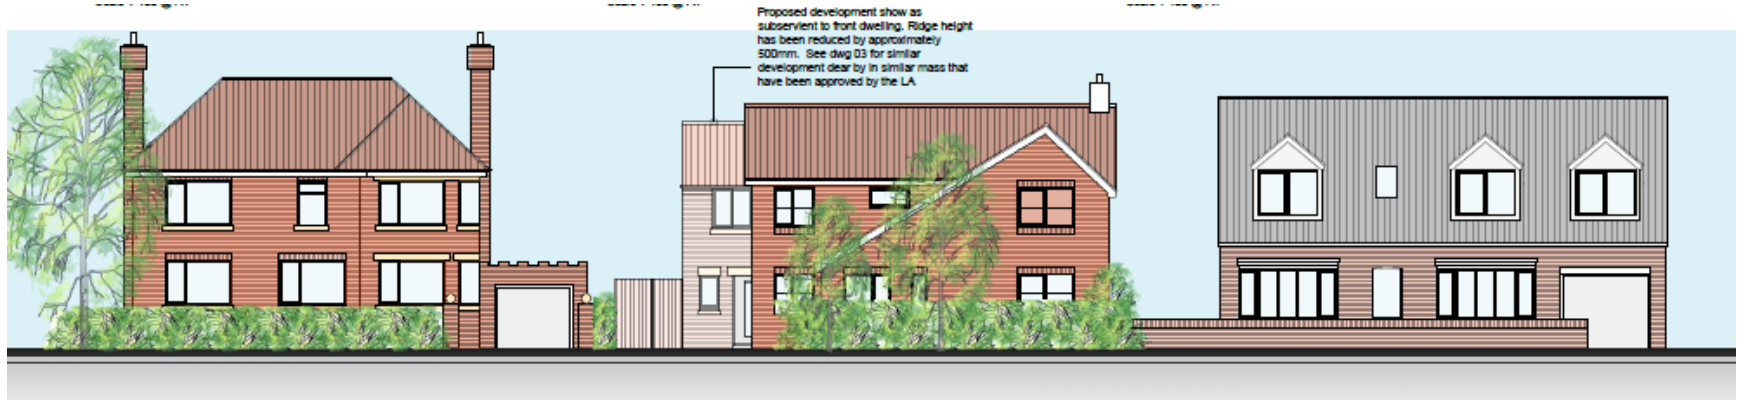 Proposed development show as
subservient to front dwelling. Ridge height
has been reduced by approximately
500mm. See dwg 03 for similar
development dear by in similar mass that
have been approved by the LA